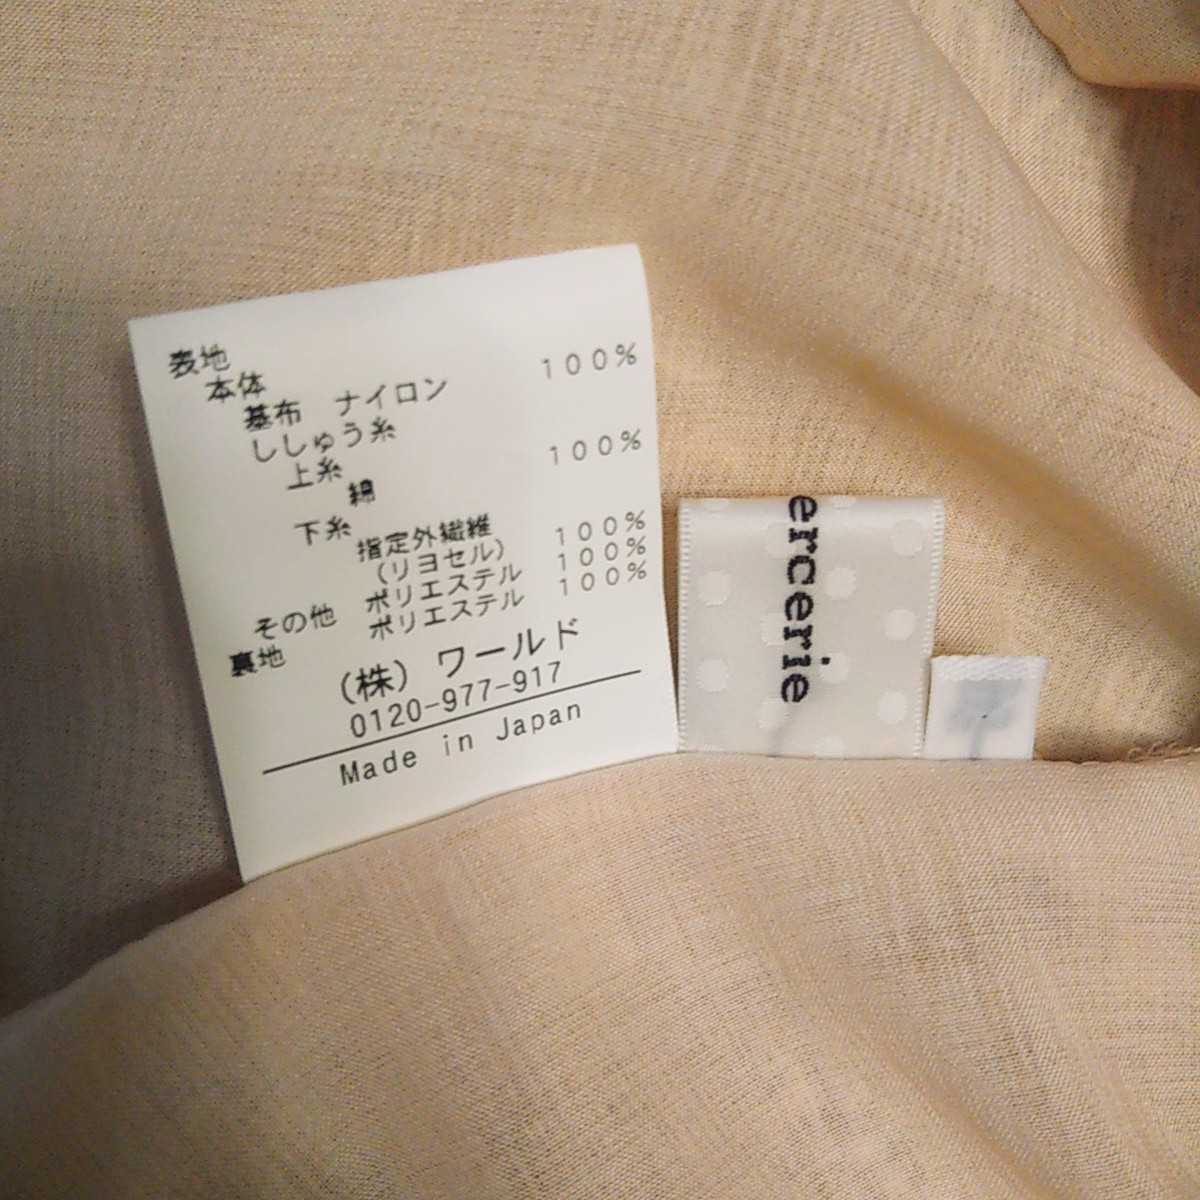 表地
本体
基布 ナイロン 100%
ししゅう糸
上糸
綿 100%
下糸
指定外繊維
(リヨセル) 100%
その他 ポリエステル 100%
裏地 ポリエステル 100%
(株) ワールド
0120-977-917
Made in Japan
ercerie